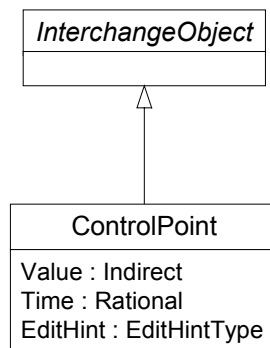 InterchangeObject
ControlPoint
Value : Indirect
Time : Rational
EditHint : EditHintType